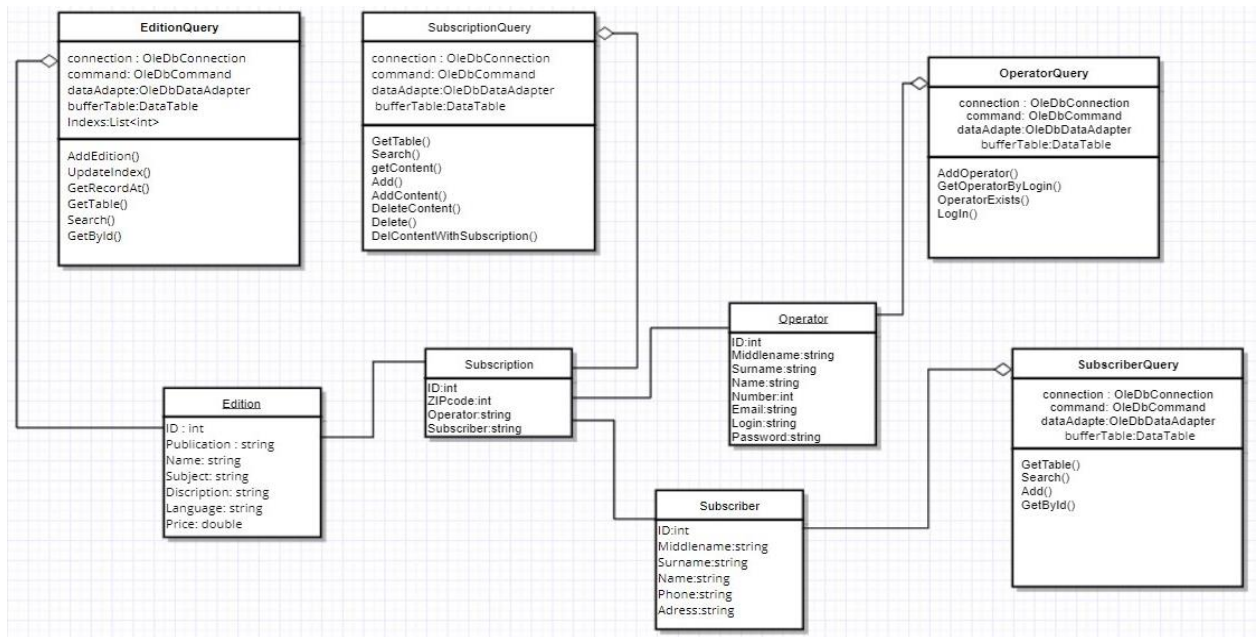 EditionQuery
connection : OleDbConnection
command: OleDbCommand
dataAdapte:OleDbDataAdapter
bufferTable:DataTable
Indexs:List<int>
AddEdition()
UpdateIndex()
GetRecordAt()
GetTable()
Search()
GetById()
SubscriptionQuery
connection : OleDbConnection
command: OleDbCommand
dataAdapte:OleDbDataAdapter
bufferTable:DataTable
GetTable()
Search()
getContent()
Add()
AddContent()
DeleteContent()
Delete()
DelContentWithSubscription()
OperatorQuery
connection : OleDbConnection
command: OleDbCommand
dataAdapte:OleDbDataAdapter
bufferTable:DataTable
AddOperator()
GetOperatorByLogin()
OperatorExists()
LogIn()
Edition
ID : int
Publication : string
Name: string
Subject: string
Discription: string
Language: string
Price: double
Subscription
ID:int
ZIPcode:int
Operator:string
Subscriber:string
Operator
ID:int
Middlename:string
Surname:string
Name:string
Number:int
Email:string
Login:string
Password:string
Subscriber
ID:int
Middlename:string
Surname:string
Name:string
Phone:string
Adress:string
SubscriberQuery
connection : OleDbConnection
command: OleDbCommand
dataAdapte:OleDbDataAdapter
bufferTable:DataTable
GetTable()
Search()
Add()
GetById()